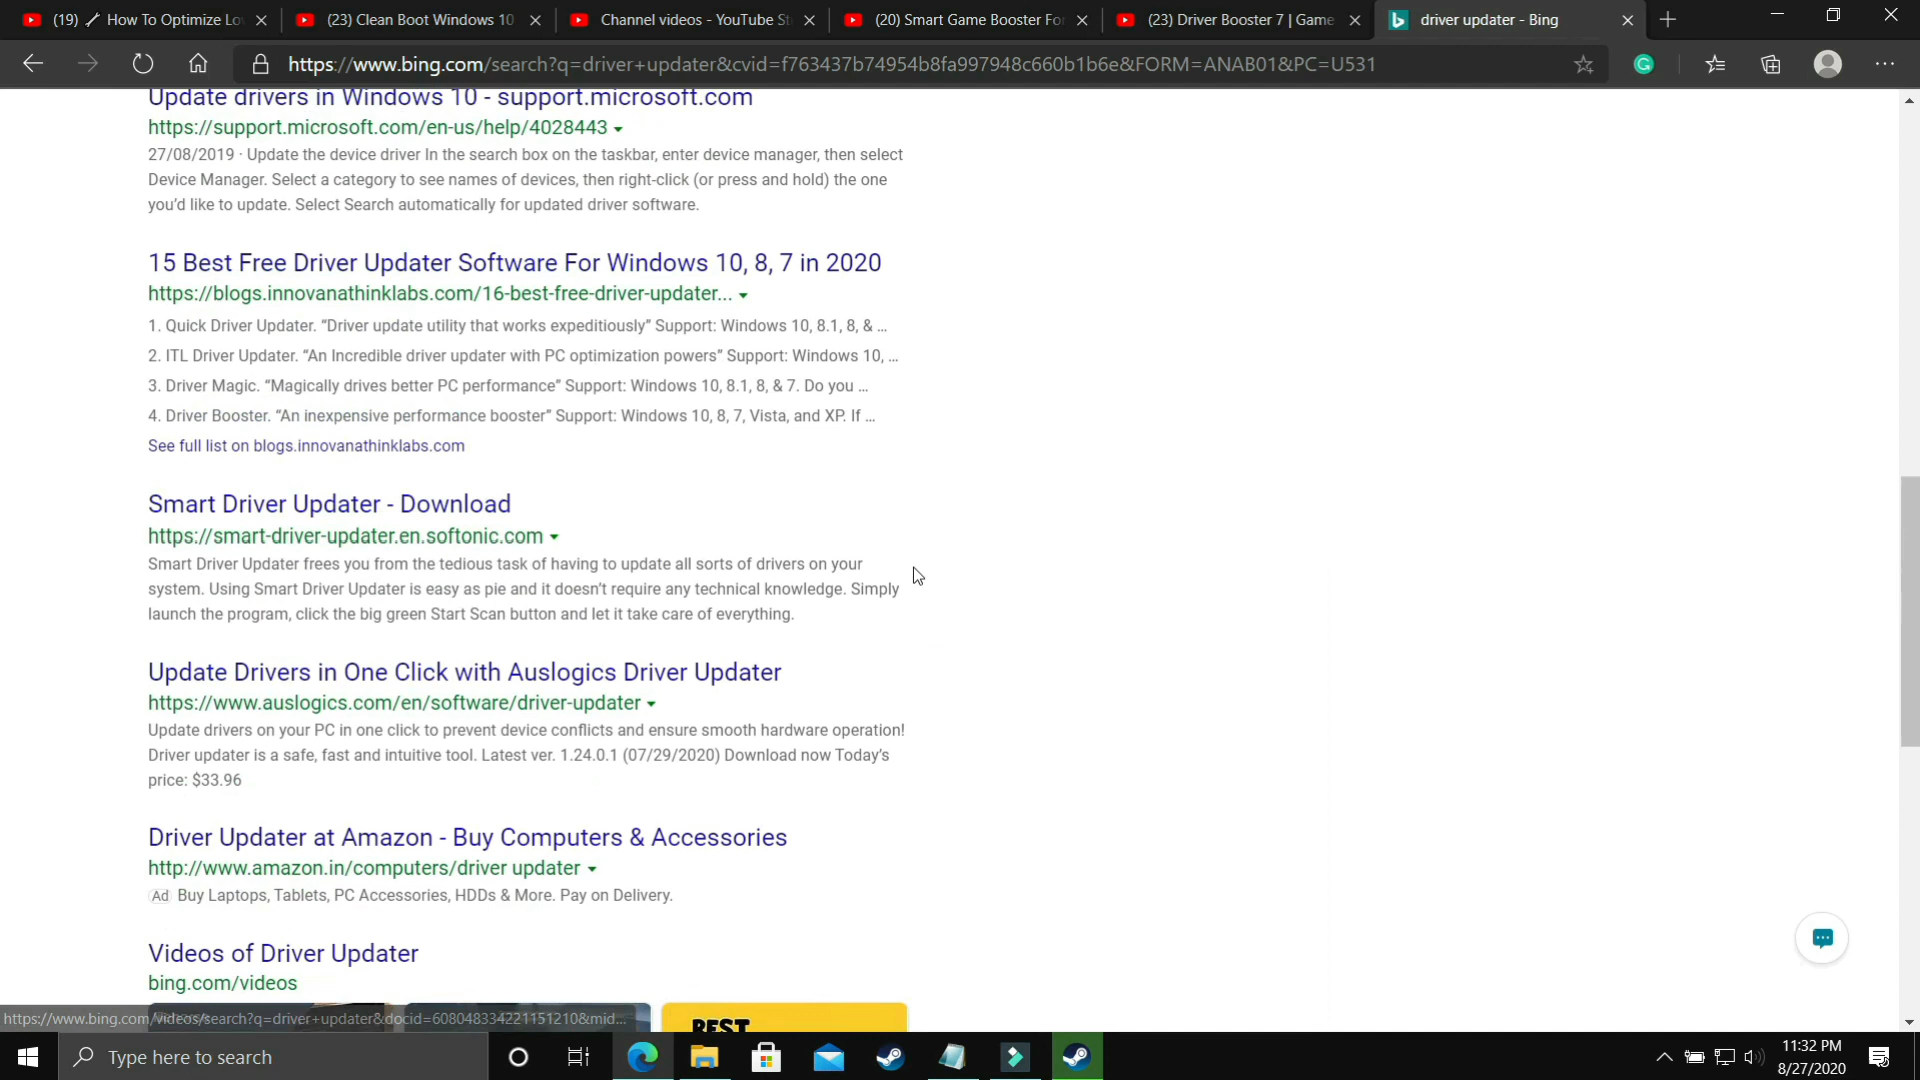 (19) 🔧 How To Optimize Lo
(23) Clean Boot Windows 10
Channel videos - YouTube St
(20) Smart Game Booster For
(23) Driver Booster 7 | Game
driver updater - Bing
https://www.bing.com/search?q=driver+updater&cvid=f763437b74954b8fa997948c660b1b6e&FORM=ANAB01&PC=U531
Update drivers in Windows 10 - support.microsoft.com
https://support.microsoft.com/en-us/help/4028443
27/08/2019 · Update the device driver In the search box on the taskbar, enter device manager, then select
Device Manager. Select a category to see names of devices, then right-click (or press and hold) the one
you'd like to update. Select Search automatically for updated driver software.
15 Best Free Driver Updater Software For Windows 10, 8, 7 in 2020
https://blogs.innovanathinklabs.com/16-best-free-driver-updater...
1. Quick Driver Updater. “Driver update utility that works expeditiously” Support: Windows 10, 8.1, 8, & ...
2. ITL Driver Updater. “An Incredible driver updater with PC optimization powers” Support: Windows 10, ...
3. Driver Magic. “Magically drives better PC performance” Support: Windows 10, 8.1, 8, & 7. Do you ...
4. Driver Booster. “An inexpensive performance booster” Support: Windows 10, 8, 7, Vista, and XP. If ...
See full list on blogs.innovanathinklabs.com
Smart Driver Updater - Download
https://smart-driver-updater.en.softonic.com
Smart Driver Updater frees you from the tedious task of having to update all sorts of drivers on your
system. Using Smart Driver Updater is easy as pie and it doesn't require any technical knowledge. Simply
launch the program, click the big green Start Scan button and let it take care of everything.
Update Drivers in One Click with Auslogics Driver Updater
https://www.auslogics.com/en/software/driver-updater
Update drivers on your PC in one click to prevent device conflicts and ensure smooth hardware operation!
Driver updater is a safe, fast and intuitive tool. Latest ver. 1.24.0.1 (07/29/2020) Download now Today's
price: $33.96
Driver Updater at Amazon - Buy Computers & Accessories
http://www.amazon.in/computers/driver updater
Ad Buy Laptops, Tablets, PC Accessories, HDDs & More. Pay on Delivery.
Videos of Driver Updater
bing.com/videos
BEST
https://www.bing.com/videos/search?q=driver+updater&docid=608048334221151210&mid...
Type here to search
11:32 PM
8/27/2020